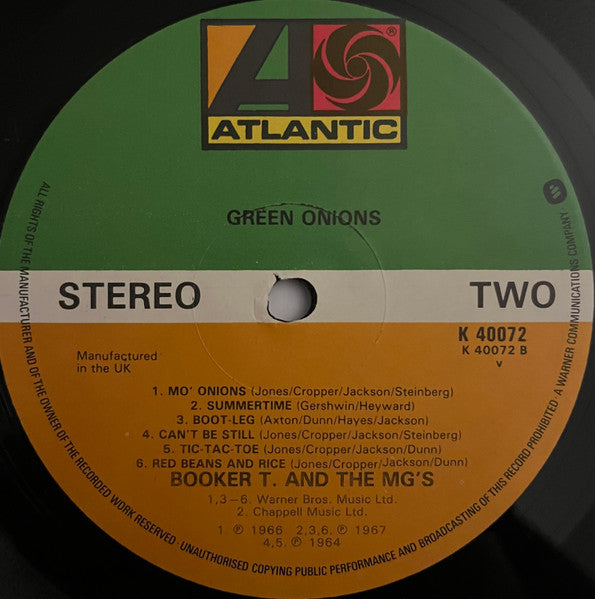 ATLANTIC
GREEN ONIONS
STEREO
TWO
K 40072
K 40072 B
v
Manufactured
in the UK
1. MO' ONIONS (Jones/Cropper/Jackson/Steinberg)
2. SUMMERTIME (Gershwin/Heyward)
3. BOOT-LEG (Axton/Dunn/Hayes/Jackson)
4. CAN'T BE STILL (Jones/Cropper/Jackson/Steinberg)
5. TIC-TAC-TOE (Jones/Cropper/Jackson/Dunn)
6. RED BEANS AND RICE (Jones/Cropper/Jackson/Dunn)
BOOKER T. AND THE MG'S
1,3–6. Warner Bros. Music Ltd.
2. Chappell Music Ltd.
1. ℗ 1966 2,3,6. ℗ 1967
4,5. ℗ 1964
ALL RIGHTS OF THE MANUFACTURER AND OF THE OWNER OF THE RECORDED WORK RESERVED · UNAUTHORISED COPYING PUBLIC PERFORMANCE AND BROADCASTING OF THIS RECORD PROHIBITED · A WARNER COMMUNICATIONS COMPANY ·